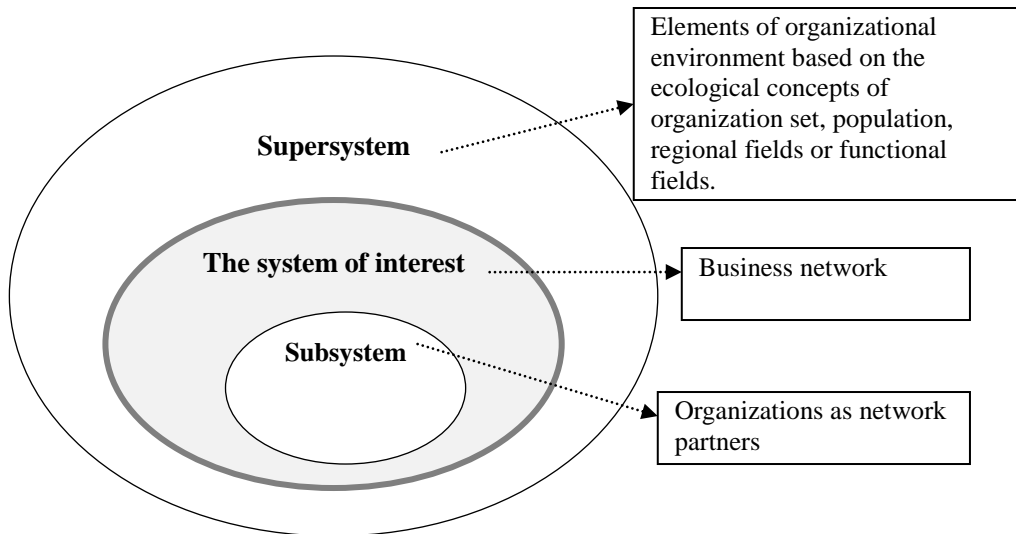 Elements of organizational
environment based on the
ecological concepts of
organization set, population,
regional fields or functional
fields.
Supersystem
The system of interest
Business network
Subsystem
Organizations as network
partners